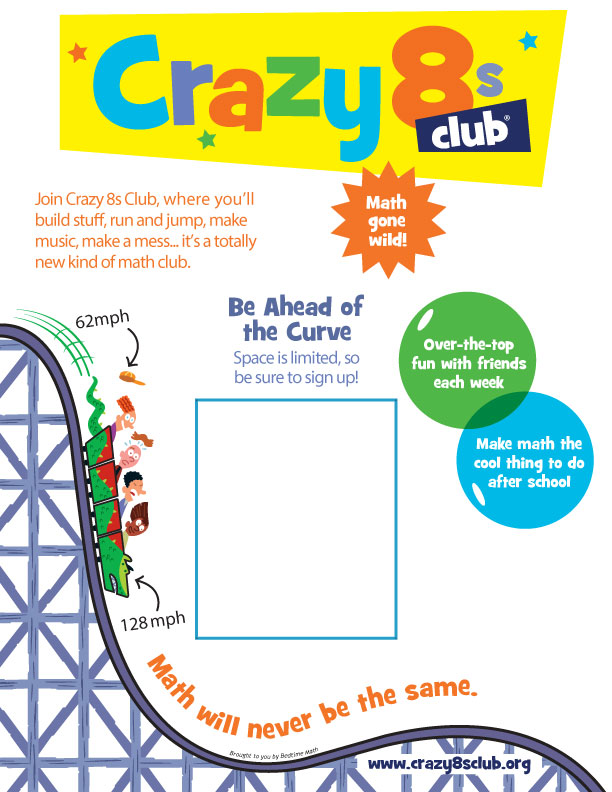 Crazy 8s
club®
Join Crazy 8s Club, where you'll
build stuff, run and jump, make
music, make a mess... it's a totally
new kind of math club.
Math
gone
wild!
62mph
Be Ahead of
the Curve
Space is limited, so
be sure to sign up!
Over-the-top
fun with friends
each week
Make math the
cool thing to do
after school
128 mph
Math will never be the same.
Brought to you by Bedtime Math
www.crazy8sclub.org